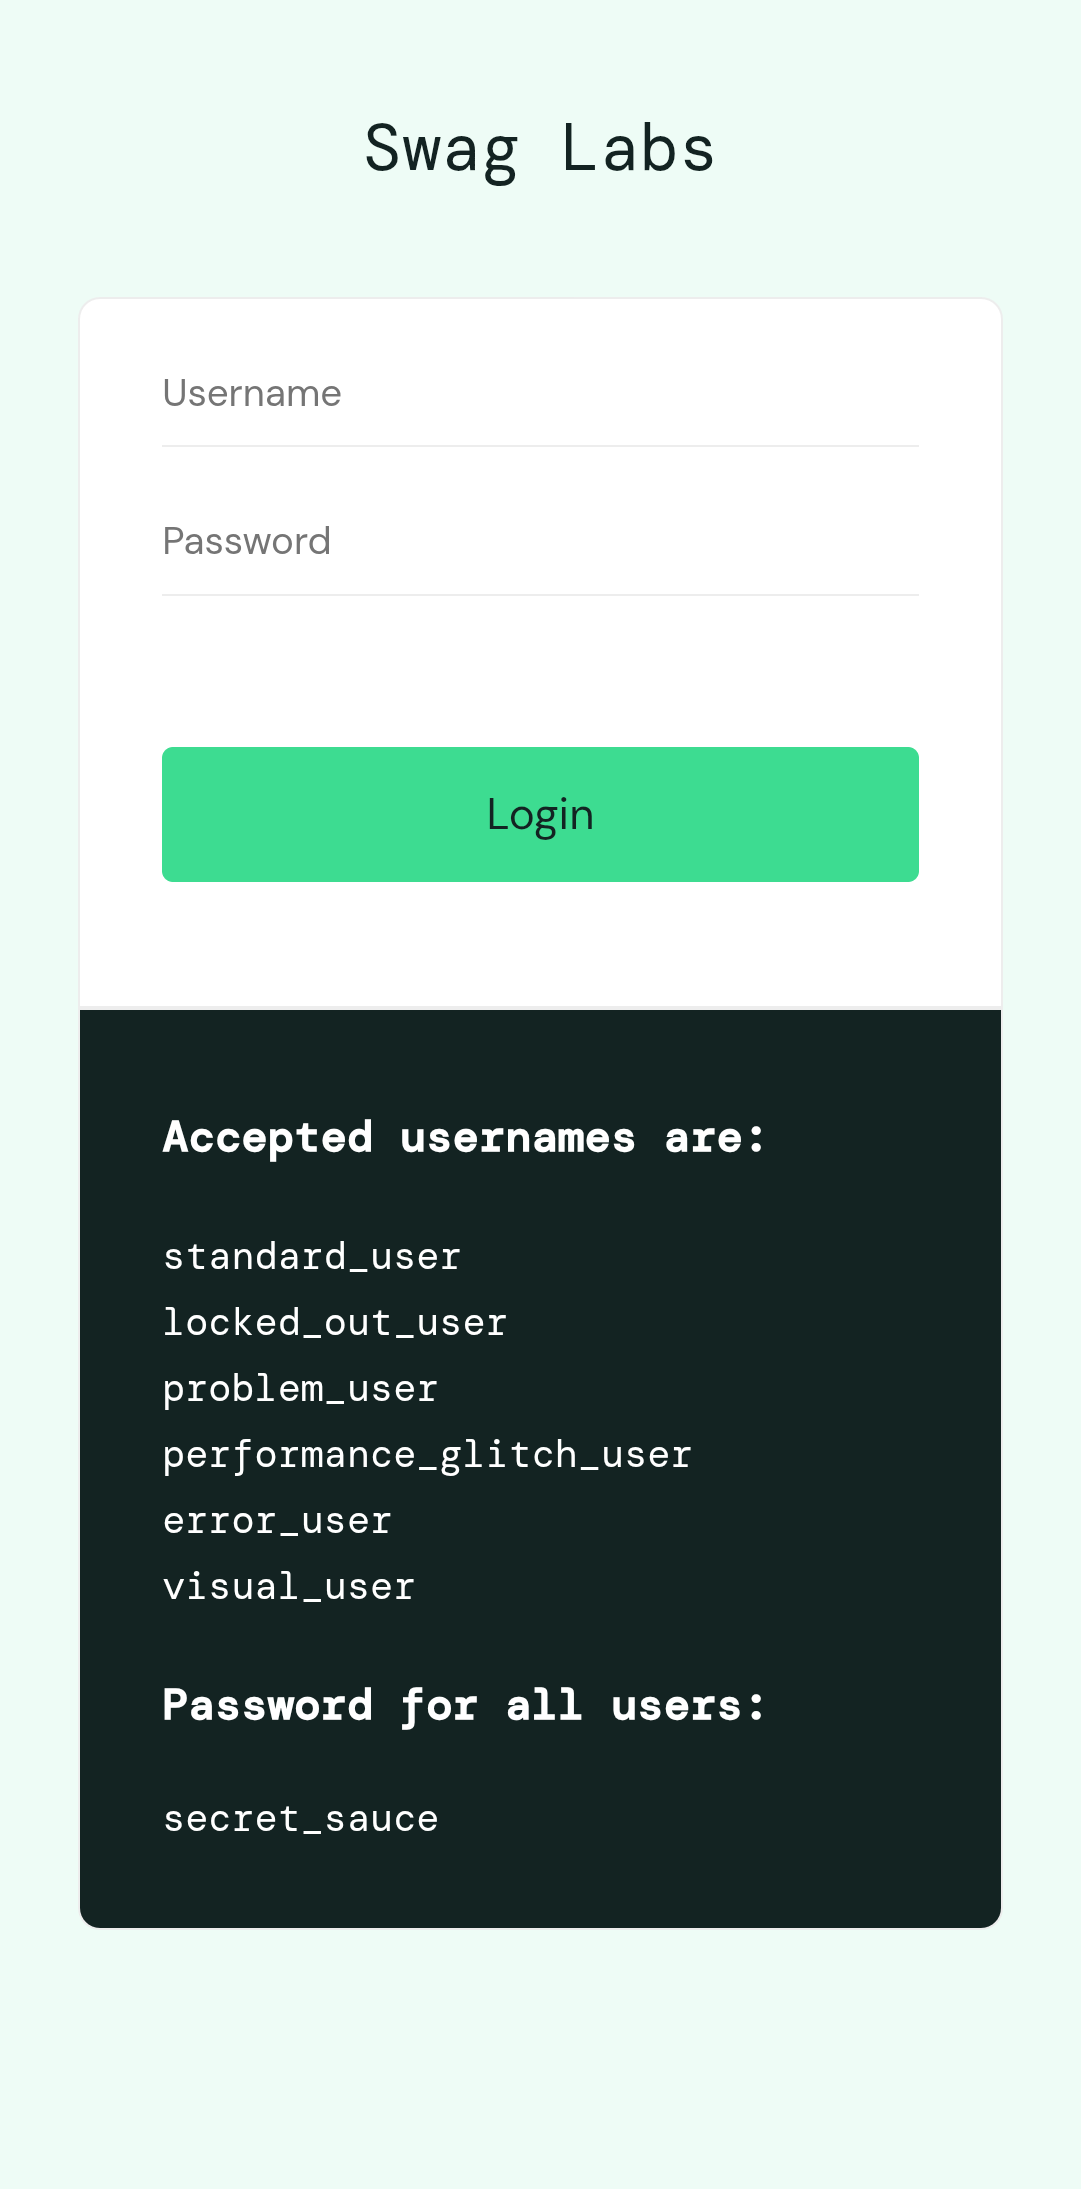 Swag Labs
Username
Password
Login
Accepted usernames are:
standard_user
locked_out_user
problem_user
performance_glitch_user
error_user
visual_user
Password for all users:
secret_sauce